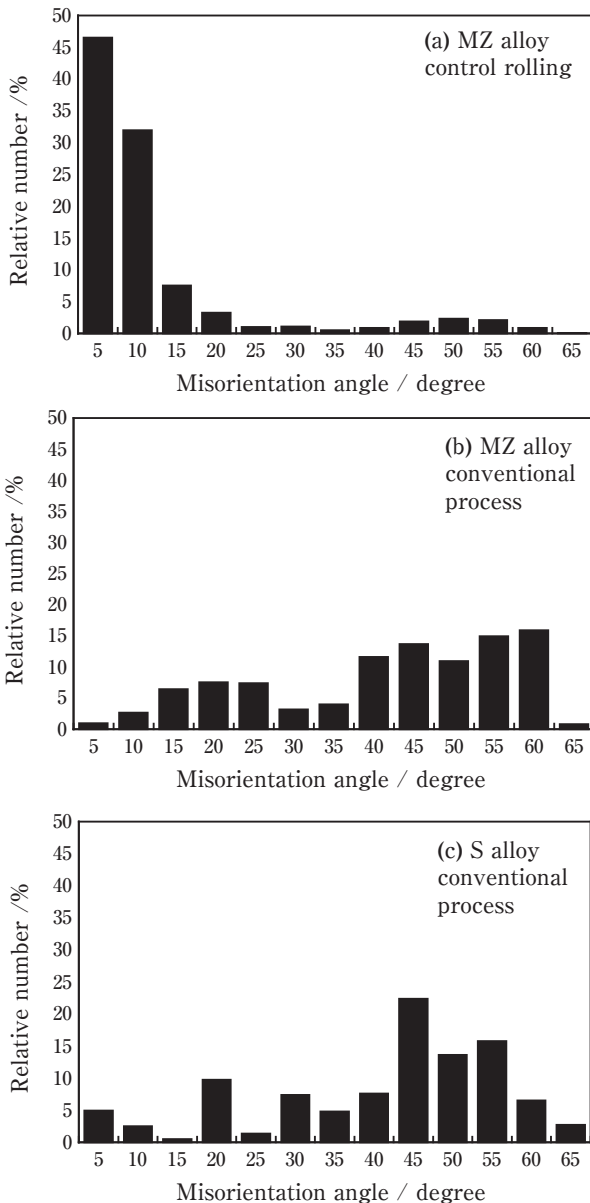 50
(a) MZ alloy
control rolling
45
40
35
30
25
20
15
10
5
0
Relative number /%
5 10 15 20 25 30 35 40 45 50 55 60 65
Misorientation angle / degree
50
(b) MZ alloy
conventional
process
45
40
35
30
25
20
15
10
5
0
Relative number /%
5 10 15 20 25 30 35 40 45 50 55 60 65
Misorientation angle / degree
50
(c) S alloy
conventional
process
45
40
35
30
25
20
15
10
5
0
Relative number /%
5 10 15 20 25 30 35 40 45 50 55 60 65
Misorientation angle / degree